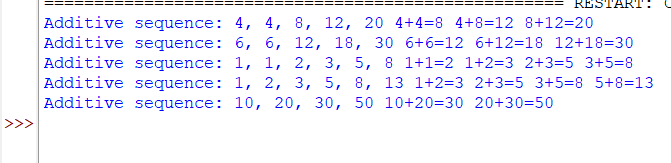 RESTART: 
Additive sequence: 4, 4, 8, 12, 20 4+4=8 4+8=12 8+12=20
Additive sequence: 6, 6, 12, 18, 30 6+6=12 6+12=18 12+18=30
Additive sequence: 1, 1, 2, 3, 5, 8 1+1=2 1+2=3 2+3=5 3+5=8
Additive sequence: 1, 2, 3, 5, 8, 13 1+2=3 2+3=5 3+5=8 5+8=13
Additive sequence: 10, 20, 30, 50 10+20=30 20+30=50
>>>